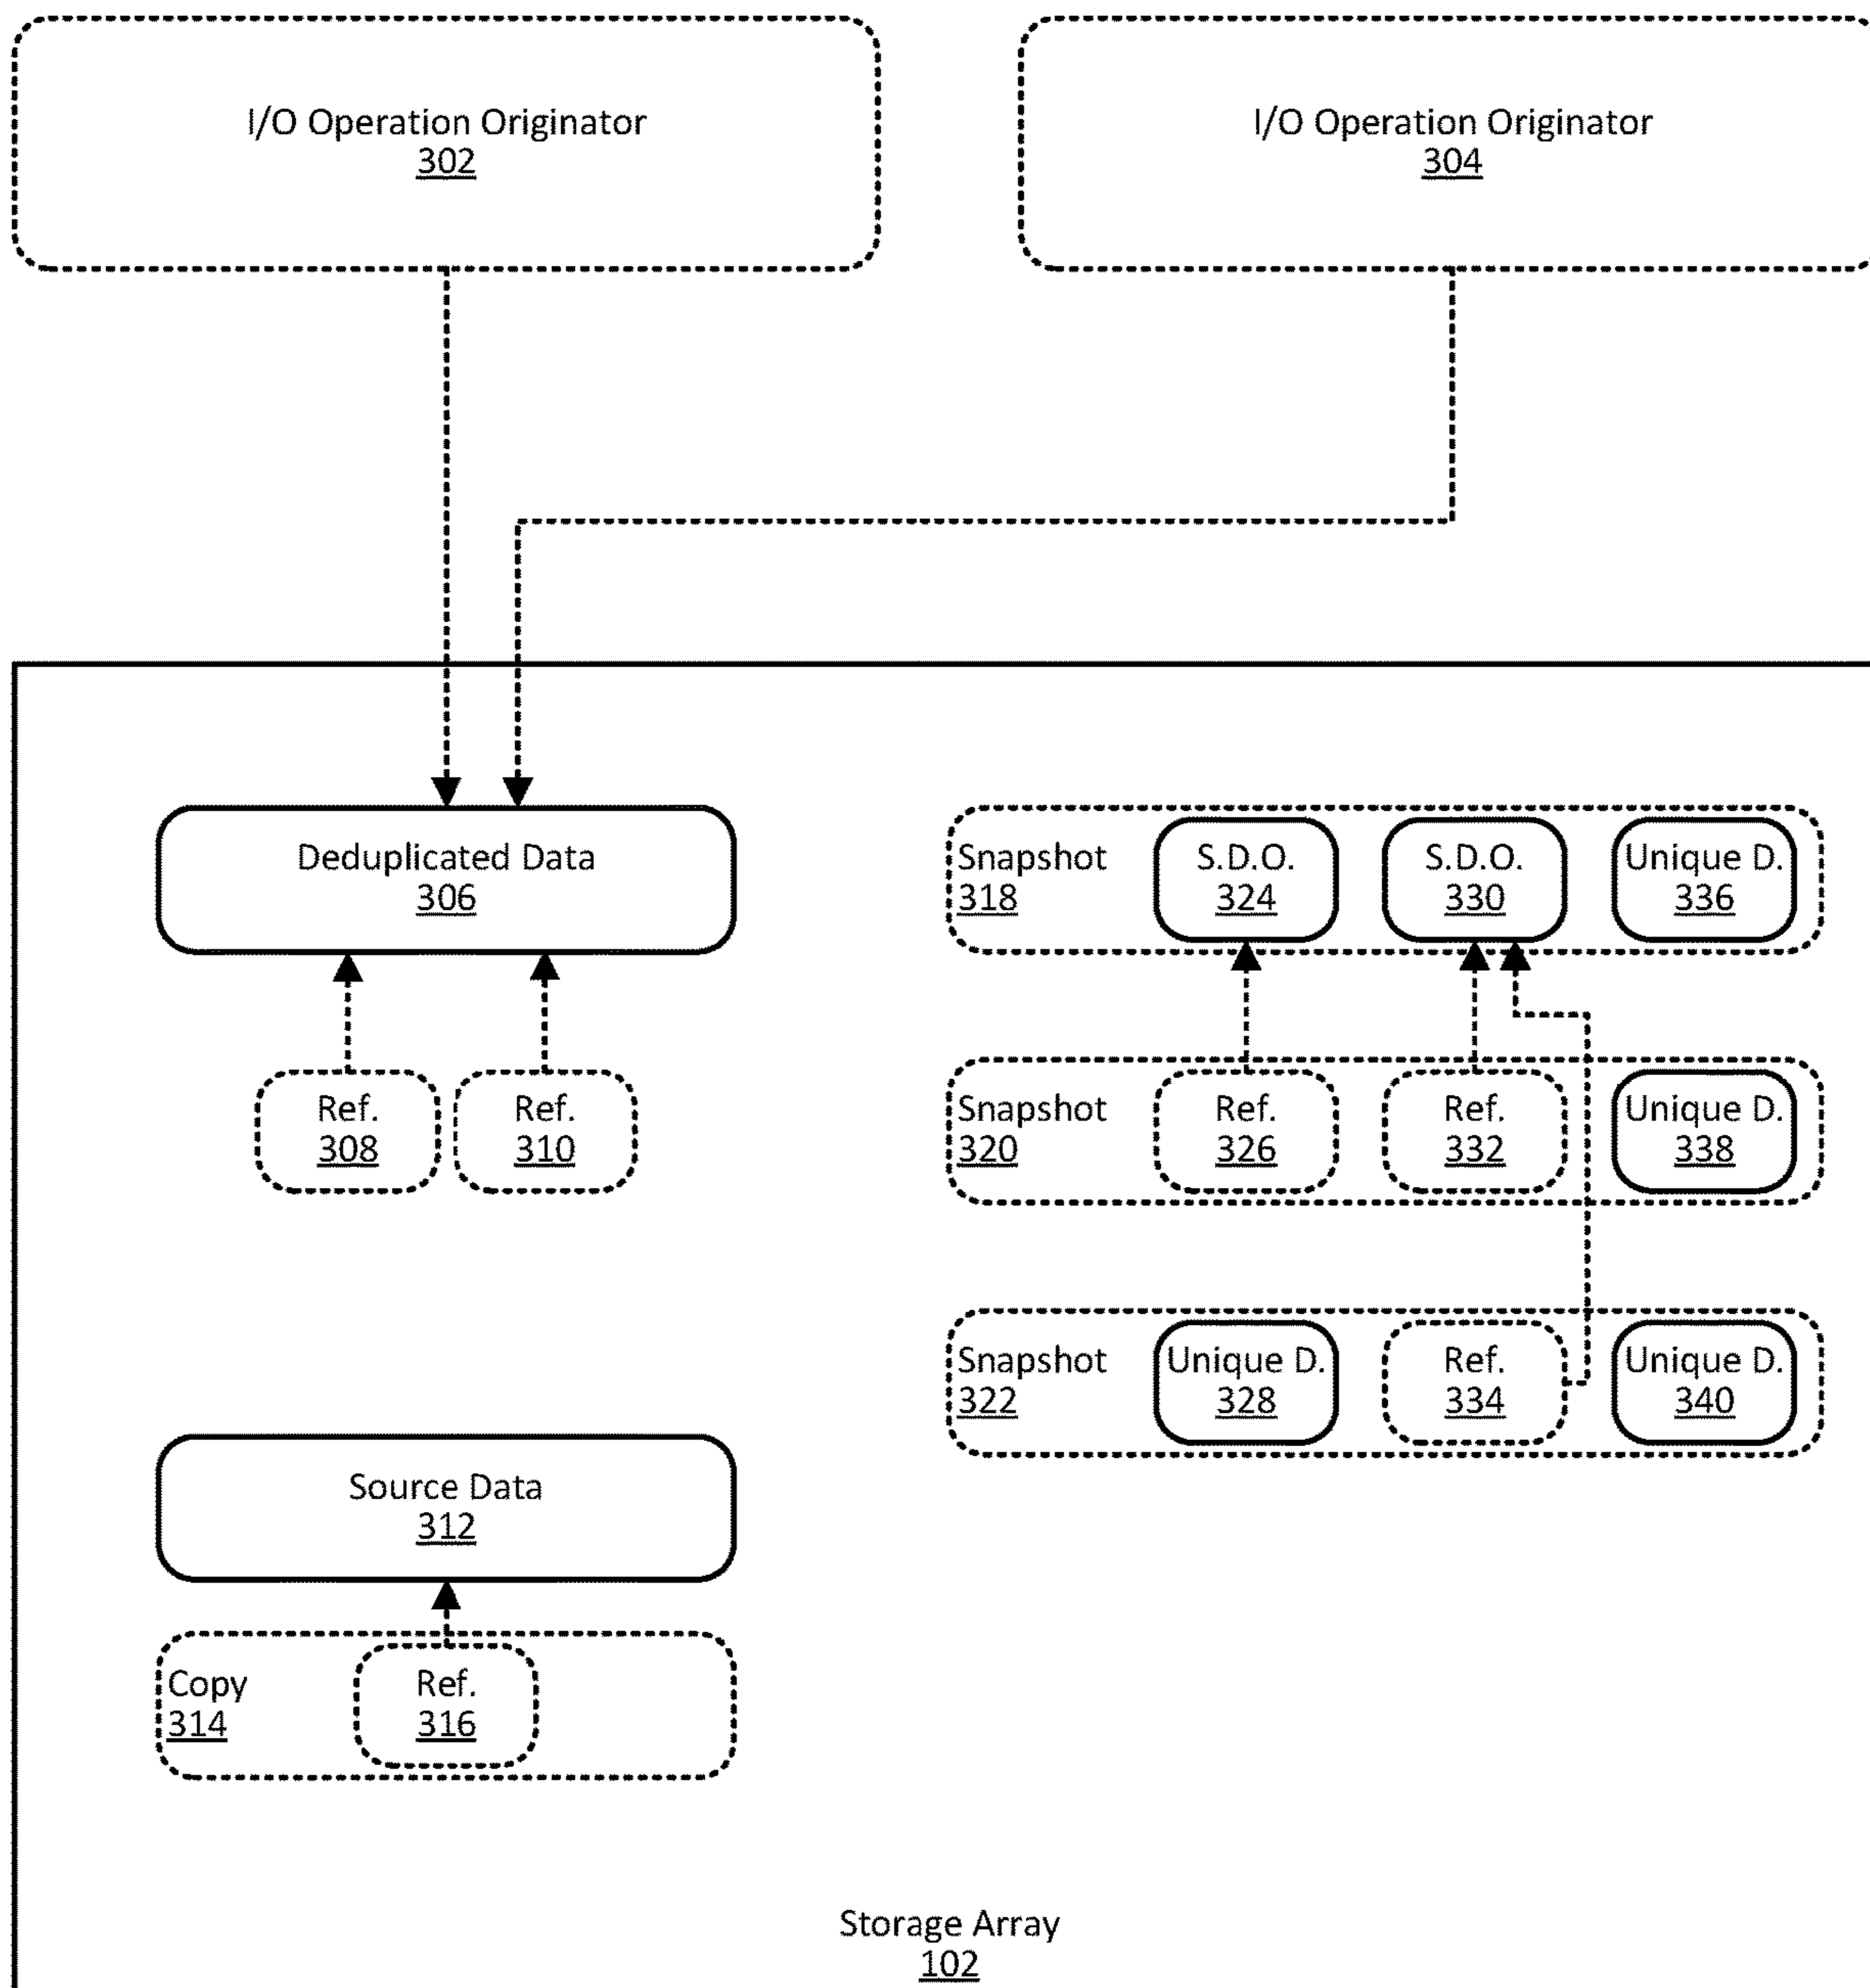 I/O Operation Originator
302
I/O Operation Originator
304
Deduplicated Data
306
Ref.
308
Ref.
310
Snapshot
318
S.D.O.
324
S.D.O.
330
Unique D.
336
Snapshot
320
Ref.
326
Ref.
332
Unique D.
338
Snapshot
322
Unique D.
328
Ref.
334
Unique D.
340
Source Data
312
Copy
314
Ref.
316
Storage Array
102